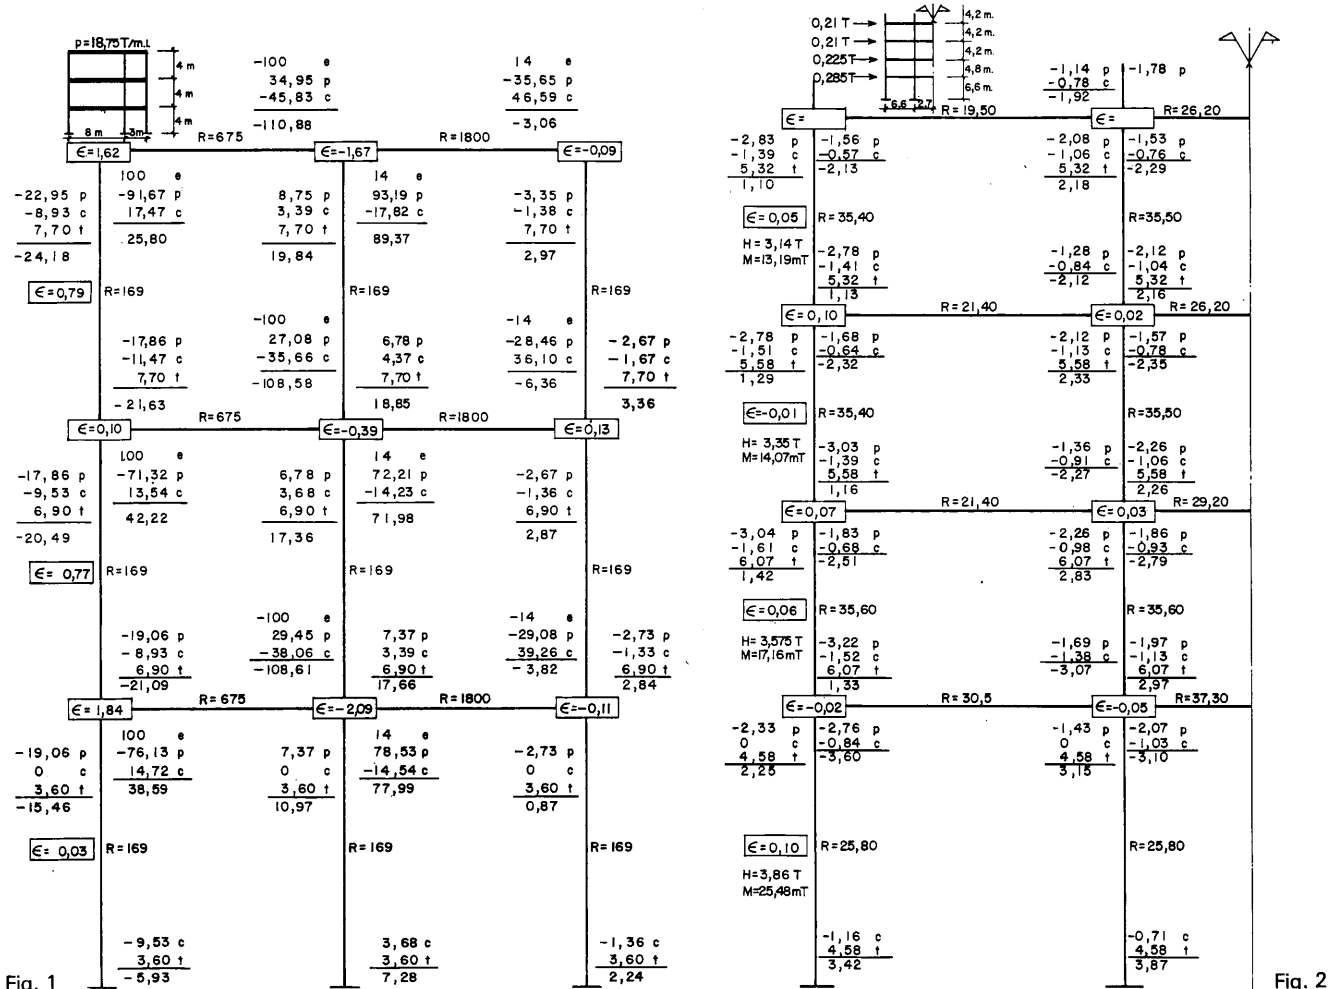 p=18,75T/m.l.
4 m
4 m
4 m
8 m 3m
-100 e
34,95 p
-45,83 c
-110,88
14 e
-35,65 p
46,59 c
-3,06
R=675
R=1800
ϵ=1,62
ϵ=-1,67
ϵ=-0,09
-22,95 p
-8,93 c
7,70 t
-24,18
100 e
-91,67 p
17,47 c
25,80
8,75 p
3,39 c
7,70 t
19,84
14 e
93,19 p
-17,82 c
89,37
-3,35 p
-1,38 c
7,70 t
2,97
ϵ=0,79
R=169
R=169
R=169
-17,86 p
-11,47 c
7,70 t
-21,63
-100 e
27,08 p
-35,66 c
-108,58
6,78 p
4,37 c
7,70 t
18,85
-14 e
-28,46 p
36,10 c
-6,36
-2,67 p
-1,67 c
7,70 t
3,36
R=675
R=1800
ϵ=0,10
ϵ=-0,39
ϵ=0,13
-17,86 p
-9,53 c
6,90 t
-20,49
100 e
-71,32 p
13,54 c
42,22
6,78 p
3,68 c
6,90 t
17,36
14 e
72,21 p
-14,23 c
71,98
-2,67 p
-1,36 c
6,90 t
2,87
ϵ= 0,77
R=169
R=169
R=169
-19,06 p
-8,93 c
6,90 t
-21,09
-100 e
29,45 p
-38,06 c
-108,61
7,37 p
3,39 c
6,90 t
17,66
-14 e
-29,08 p
39,26 c
-3,82
-2,73 p
-1,33 c
6,90 t
2,84
R=675
R=1800
ϵ=1,84
ϵ=-2,09
ϵ=-0,11
-19,06 p
0 c
3,60 t
-15,46
100 e
-76,13 p
14,72 c
38,59
7,37 p
0 c
3,60 t
10,97
14 e
78,53 p
-14,54 c
77,99
-2,73 p
0 c
3,60 t
0,87
ϵ= 0,03
R=169
R=169
R=169
-9,53 c
3,60 t
-5,93
3,68 c
3,60 t
7,28
-1,36 c
3,60 t
2,24
Fig. 1
0,21 T
0,21 T
0,225T
0,285T
4,2 m.
4,2 m.
4,2 m.
4,8 m.
6,6 m.
6,6 2,7
-1,14 p
-0,78 c
-1,92
-1,78 p
R=19,50
R=26,20
ϵ=
ϵ=
-2,83 p
-1,39 c
5,32 t
1,10
-1,56 p
-0,57 c
-2,13
-2,08 p
-1,06 c
5,32 t
2,18
-1,53 p
-0,76 c
-2,29
ϵ=0,05
R=35,40
R=35,50
H=3,14 T
M=13,19mT
-2,78 p
-1,41 c
5,32 t
1,13
-1,28 p
-0,84 c
-2,12
-2,12 p
-1,04 c
5,32 t
2,16
R=21,40
R=26,20
ϵ=0,10
ϵ=0,02
-2,78 p
-1,51 c
5,58 t
1,29
-1,68 p
-0,64 c
-2,32
-2,12 p
-1,13 c
5,58 t
2,33
-1,57 p
-0,78 c
-2,35
ϵ=-0,01
R=35,40
R=35,50
H= 3,35 T
M=14,07mT
-3,03 p
-1,39 c
5,58 t
1,16
-1,36 p
-0,91 c
-2,27
-2,26 p
-1,06 c
5,58 t
2,26
R=21,40
R=29,20
ϵ=0,07
ϵ=0,03
-3,04 p
-1,61 c
6,07 t
1,42
-1,83 p
-0,68 c
-2,51
-2,26 p
-0,98 c
6,07 t
2,83
-1,86 p
-0,93 c
-2,79
ϵ=0,06
R=35,60
R=35,60
H= 3,575 T
M=17,16mT
-3,22 p
-1,52 c
6,07 t
1,33
-1,69 p
-1,38 c
-3,07
-1,97 p
-1,13 c
6,07 t
2,97
R=30,5
R=37,30
ϵ=-0,02
ϵ=-0,05
-2,33 p
0 c
4,58 t
2,25
-2,76 p
-0,84 c
-3,60
-1,43 p
0 c
4,58 t
3,15
-2,07 p
-1,03 c
-3,10
ϵ=0,10
R=25,80
R=25,80
H=3,86 T
M=25,48mT
-1,16 c
4,58 t
3,42
-0,71 c
4,58 t
3,87
Fig. 2